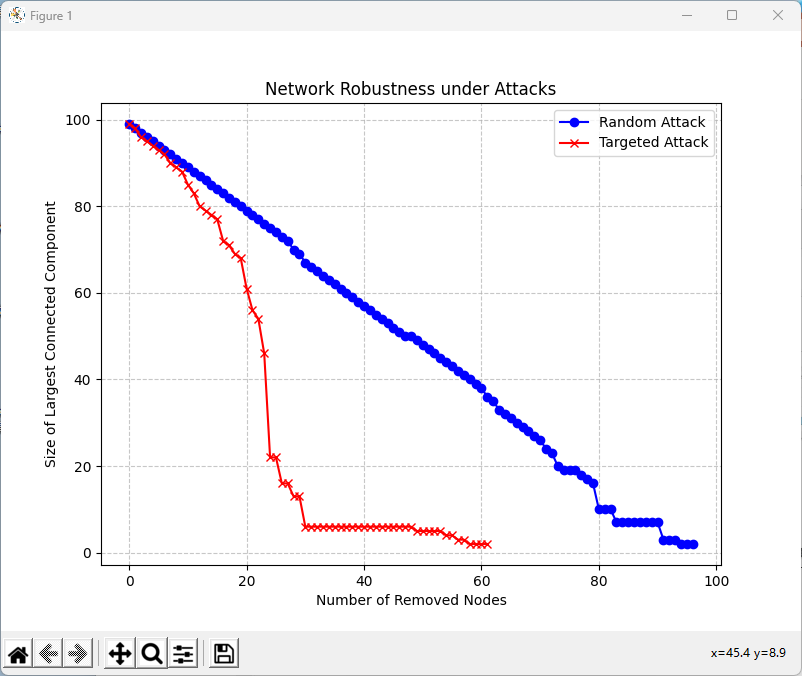 Figure 1
Network Robustness under Attacks
Random Attack
Targeted Attack
Size of Largest Connected Component
100
80
60
40
20
0
0 20 40 60 80 100
Number of Removed Nodes
x=45.4 y=8.9